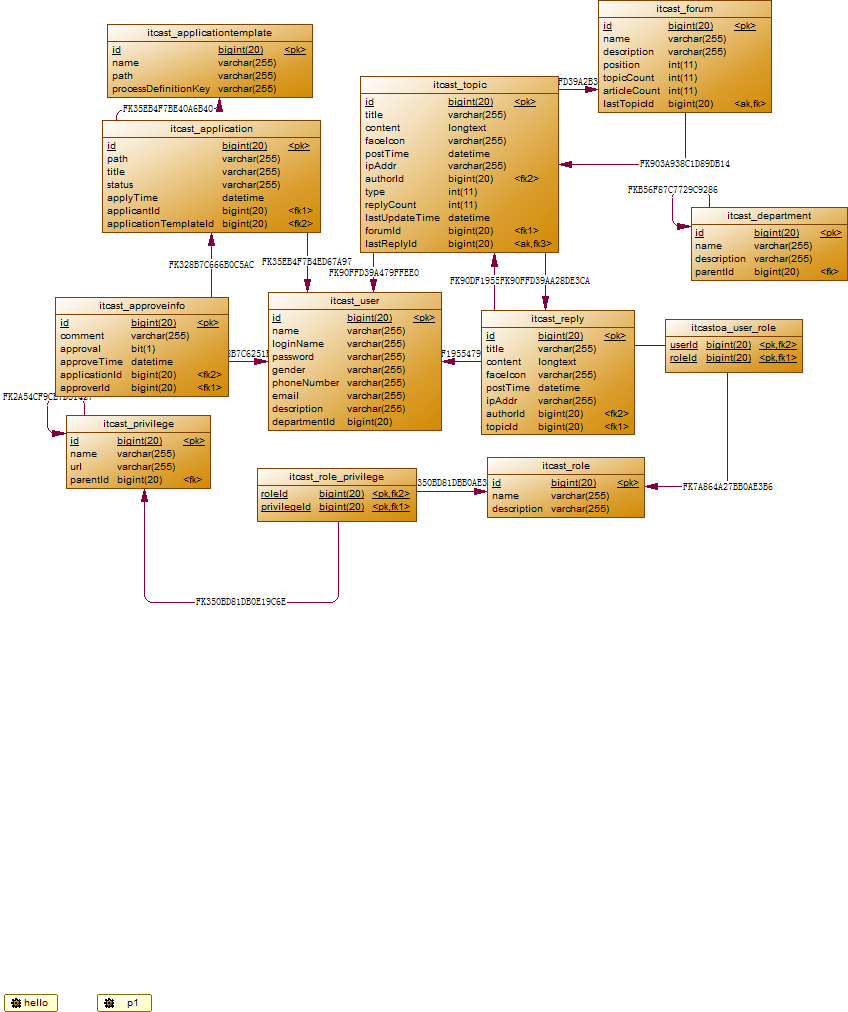 itcast_applicationtemplate
id bigint(20) <pk>
name varchar(255)
path varchar(255)
processDefinitionKey varchar(255)
FK35EB4F7BE40A6B40
itcast_application
id bigint(20) <pk>
path varchar(255)
title varchar(255)
status varchar(255)
applyTime datetime
applicantId bigint(20) <fk1>
applicationTemplateId bigint(20) <fk2>
FK328B7C666B0C5AC
FK35EB4F7B4ED67A97
itcast_topic
id bigint(20) <pk>
title varchar(255)
content longtext
faceIcon varchar(255)
postTime datetime
ipAddr varchar(255)
authorId bigint(20) <fk2>
type int(11)
replyCount int(11)
lastUpdateTime datetime
forumId bigint(20) <fk1>
lastReplyId bigint(20) <ak,fk3>
FD39A2B3
itcast_forum
id bigint(20) <pk>
name varchar(255)
description varchar(255)
position int(11)
topicCount int(11)
articleCount int(11)
lastTopicId bigint(20) <ak,fk>
FK903A938C1D89DB14
FKB56F87C7729C9286
itcast_department
id bigint(20) <pk>
name varchar(255)
description varchar(255)
parentId bigint(20) <fk>
FK90FFD39A479FFEE0
FK90DF1955FK90FFD39AA28DE3CA
itcast_approveinfo
id bigint(20) <pk>
comment varchar(255)
approval bit(1)
approveTime datetime
applicationId bigint(20) <fk2>
approverId bigint(20) <fk1>
itcast_user
id bigint(20) <pk>
name varchar(255)
loginName varchar(255)
password varchar(255)
gender varchar(255)
phoneNumber varchar(255)
email varchar(255)
description varchar(255)
departmentId bigint(20)
F1955479
itcast_reply
id bigint(20) <pk>
title varchar(255)
content longtext
faceIcon varchar(255)
postTime datetime
ipAddr varchar(255)
authorId bigint(20) <fk2>
topicId bigint(20) <fk1>
itcastoa_user_role
userId bigint(20) <pk,fk2>
roleId bigint(20) <pk,fk1>
itcast_privilege
id bigint(20) <pk>
name varchar(255)
url varchar(255)
parentId bigint(20) <fk>
itcast_role_privilege
roleId bigint(20) <pk,fk2>
privilegeId bigint(20) <pk,fk1>
350BD81DBB0AE3
itcast_role
id bigint(20) <pk>
name varchar(255)
description varchar(255)
FK7A864A27BB0AE3B6
FK350BD81DB0E19C6E
hello
p1